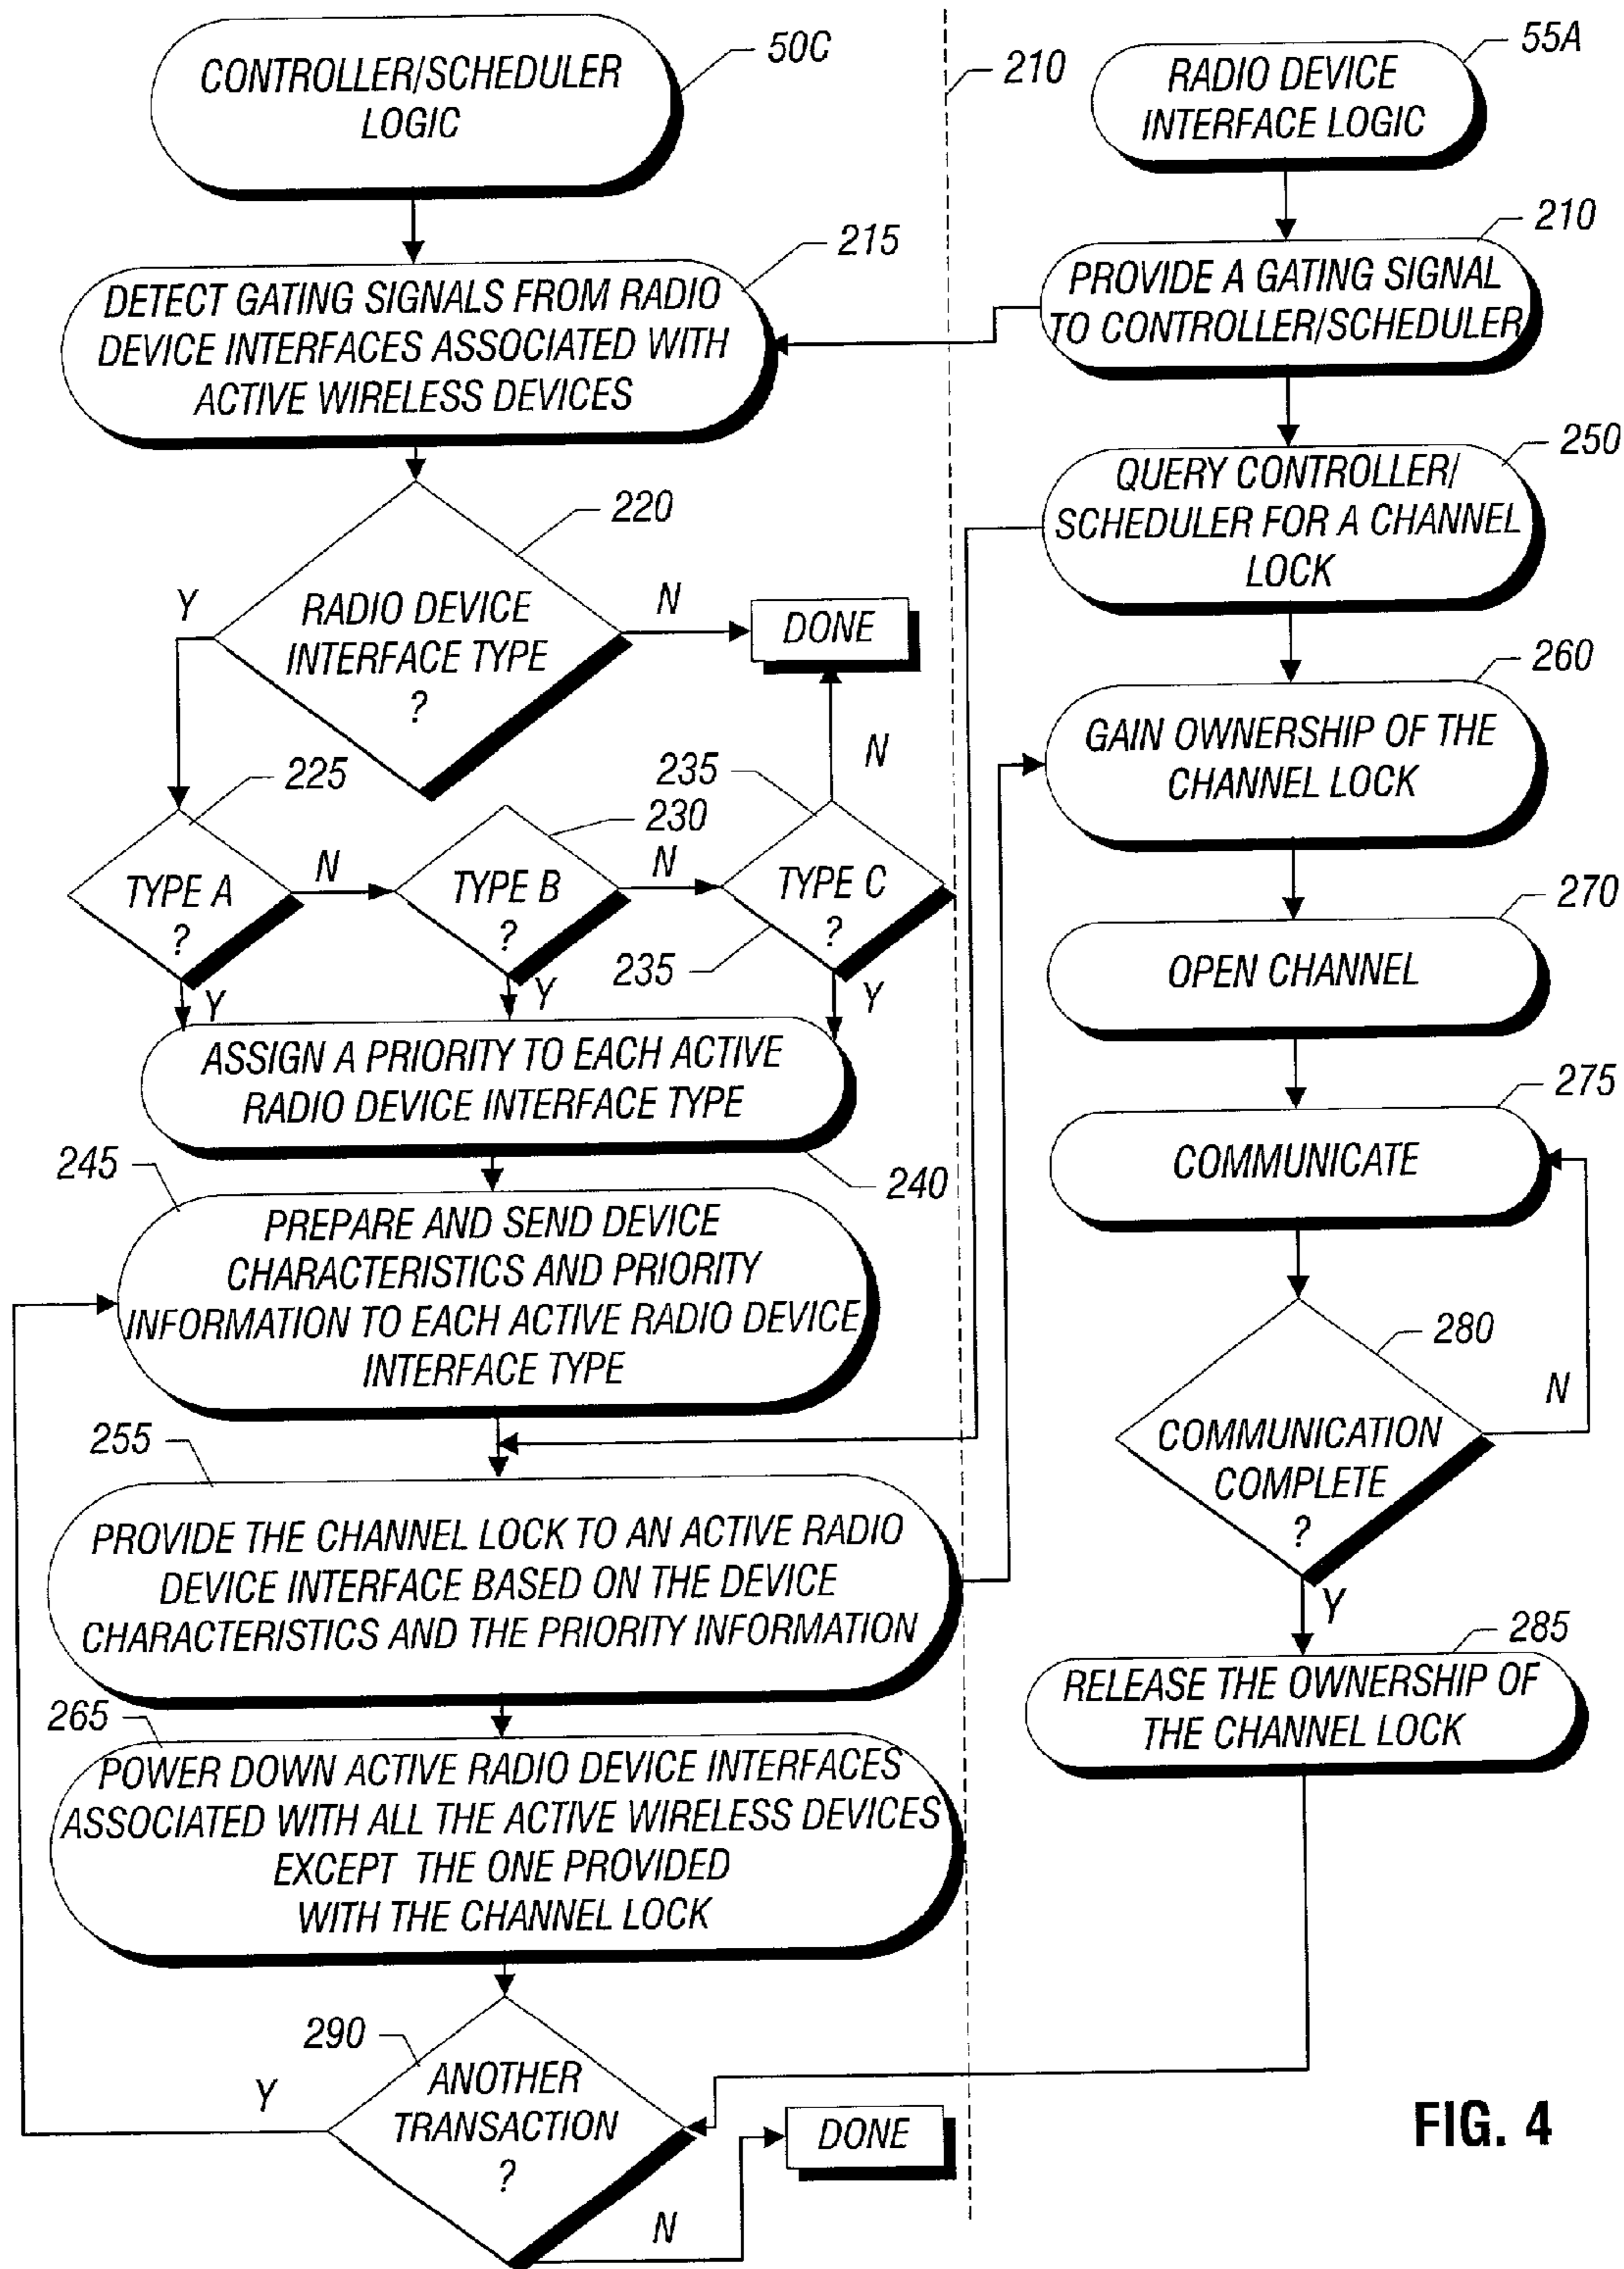 CONTROLLER/SCHEDULER
LOGIC
50C
215
DETECT GATING SIGNALS FROM RADIO
DEVICE INTERFACES ASSOCIATED WITH
ACTIVE WIRELESS DEVICES
220
RADIO DEVICE
INTERFACE TYPE
?
Y
N
DONE
225
TYPE A
?
N
Y
230
TYPE B
?
N
Y
235
TYPE C
?
235
N
Y
ASSIGN A PRIORITY TO EACH ACTIVE
RADIO DEVICE INTERFACE TYPE
240
245
PREPARE AND SEND DEVICE
CHARACTERISTICS AND PRIORITY
INFORMATION TO EACH ACTIVE RADIO DEVICE
INTERFACE TYPE
255
PROVIDE THE CHANNEL LOCK TO AN ACTIVE RADIO
DEVICE INTERFACE BASED ON THE DEVICE
CHARACTERISTICS AND THE PRIORITY INFORMATION
265
POWER DOWN ACTIVE RADIO DEVICE INTERFACES
ASSOCIATED WITH ALL THE ACTIVE WIRELESS DEVICES
EXCEPT THE ONE PROVIDED
WITH THE CHANNEL LOCK
290
ANOTHER
TRANSACTION
?
Y
N
DONE
210
55A
RADIO DEVICE
INTERFACE LOGIC
210
PROVIDE A GATING SIGNAL
TO CONTROLLER/SCHEDULER
250
QUERY CONTROLLER/
SCHEDULER FOR A CHANNEL
LOCK
260
GAIN OWNERSHIP OF THE
CHANNEL LOCK
270
OPEN CHANNEL
275
COMMUNICATE
280
COMMUNICATION
COMPLETE
?
N
Y
285
RELEASE THE OWNERSHIP OF
THE CHANNEL LOCK
FIG. 4